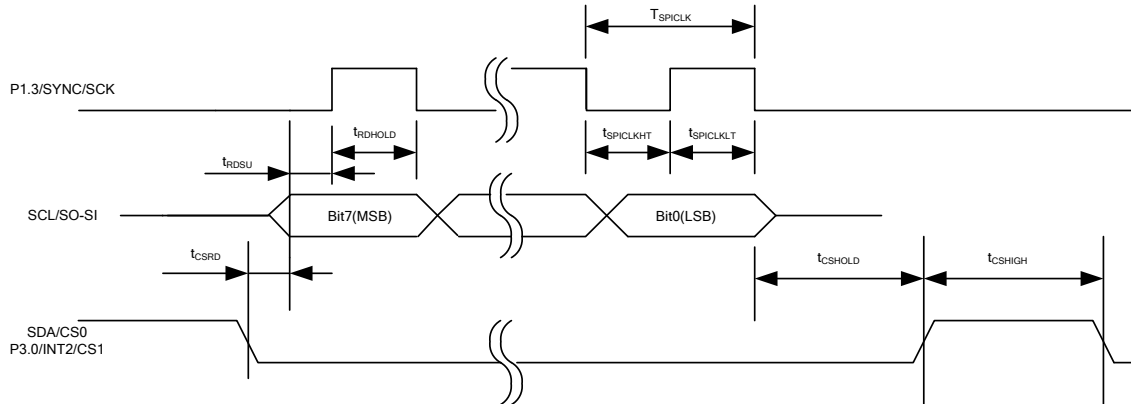 TSPICLK
P1.3/SYNC/SCK
tRDHOLD
tSPICLKHT
tSPICLKLT
tRDSU
SCL/SO-SI
Bit7(MSB)
Bit0(LSB)
tCSRD
tCSHOLD
tCSHIGH
SDA/CS0
P3.0/INT2/CS1